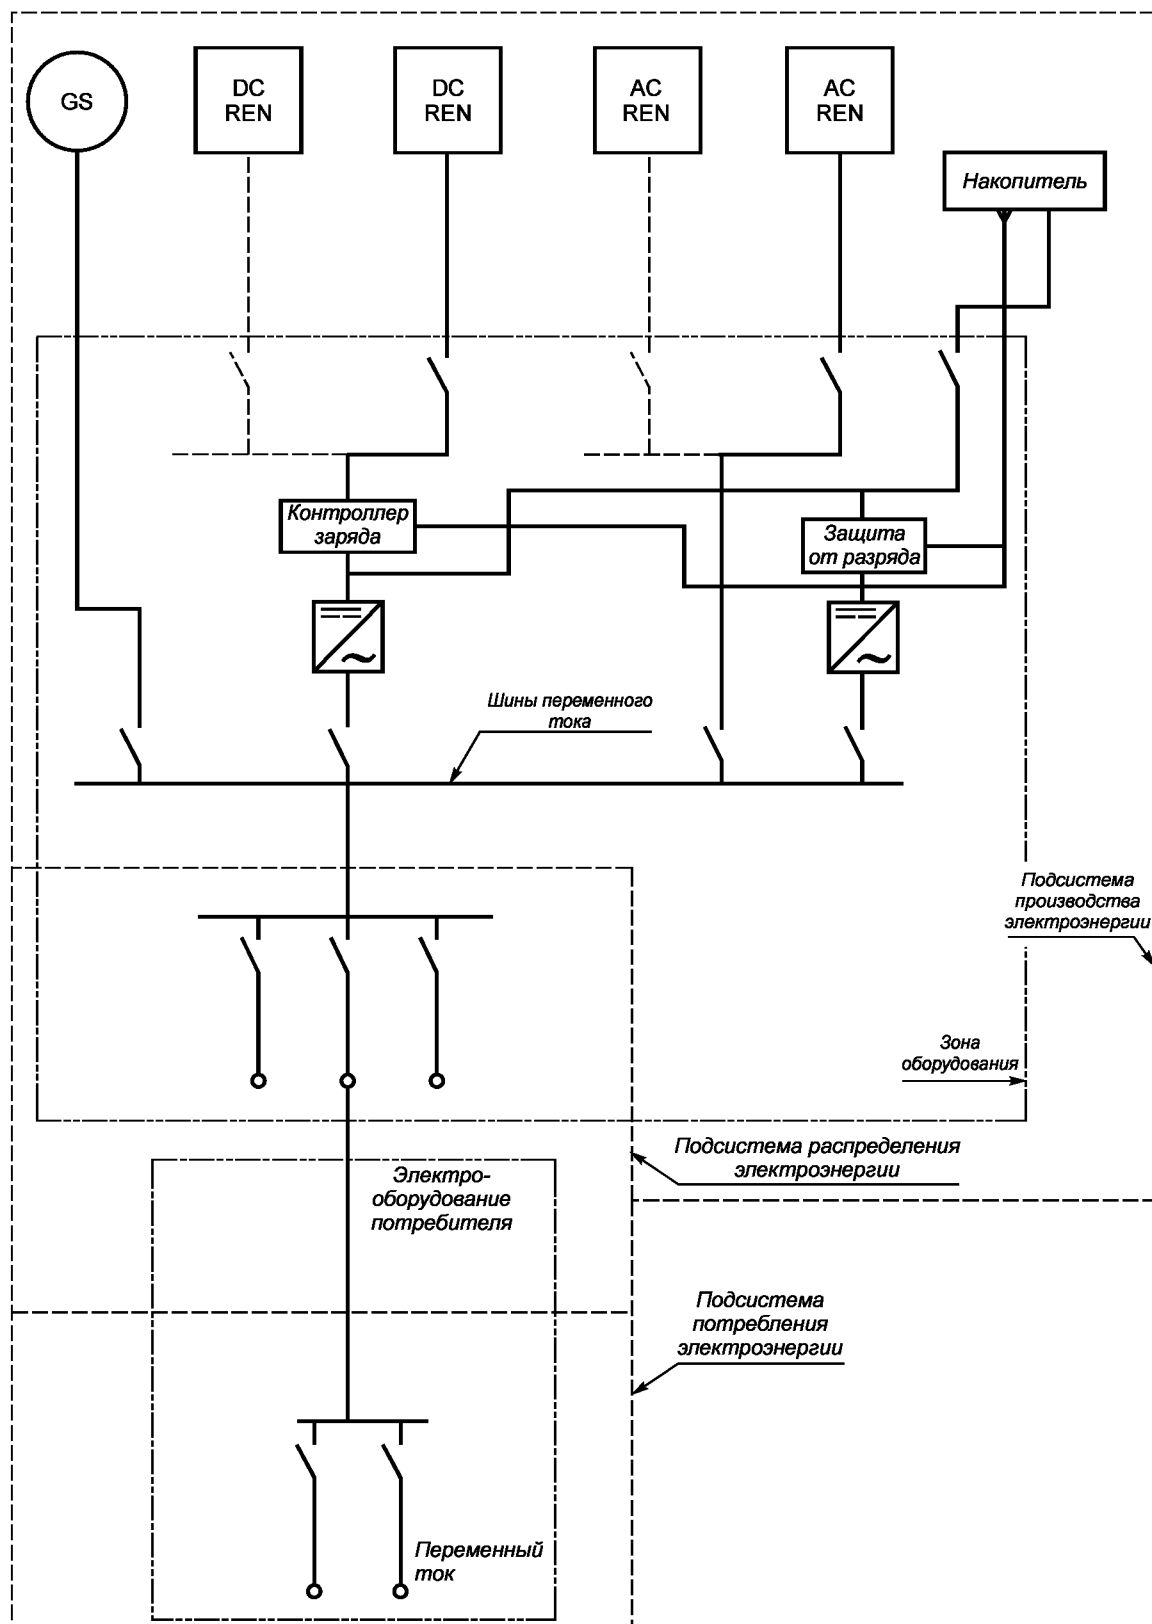 GS
DC
REN
DC
REN
AC
REN
AC
REN
Накопитель
Контроллер
заряда
Защита
от разряда
Шины переменного
тока
Подсистема
производства
электроэнергии
Зона
оборудования
Подсистема распределения
электроэнергии
Электро-
оборудование
потребителя
Подсистема
потребления
электроэнергии
Переменный
ток